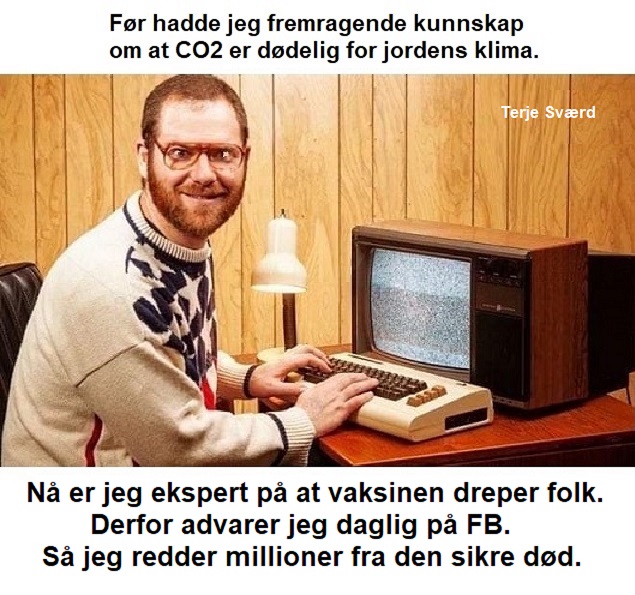 Før hadde jeg fremragende kunnskap
om at CO2 er dødelig for jordens klima.
Terje Sværd
Nå er jeg ekspert på at vaksinen dreper folk.
Derfor advarer jeg daglig på FB.
Så jeg redder millioner fra den sikre død.